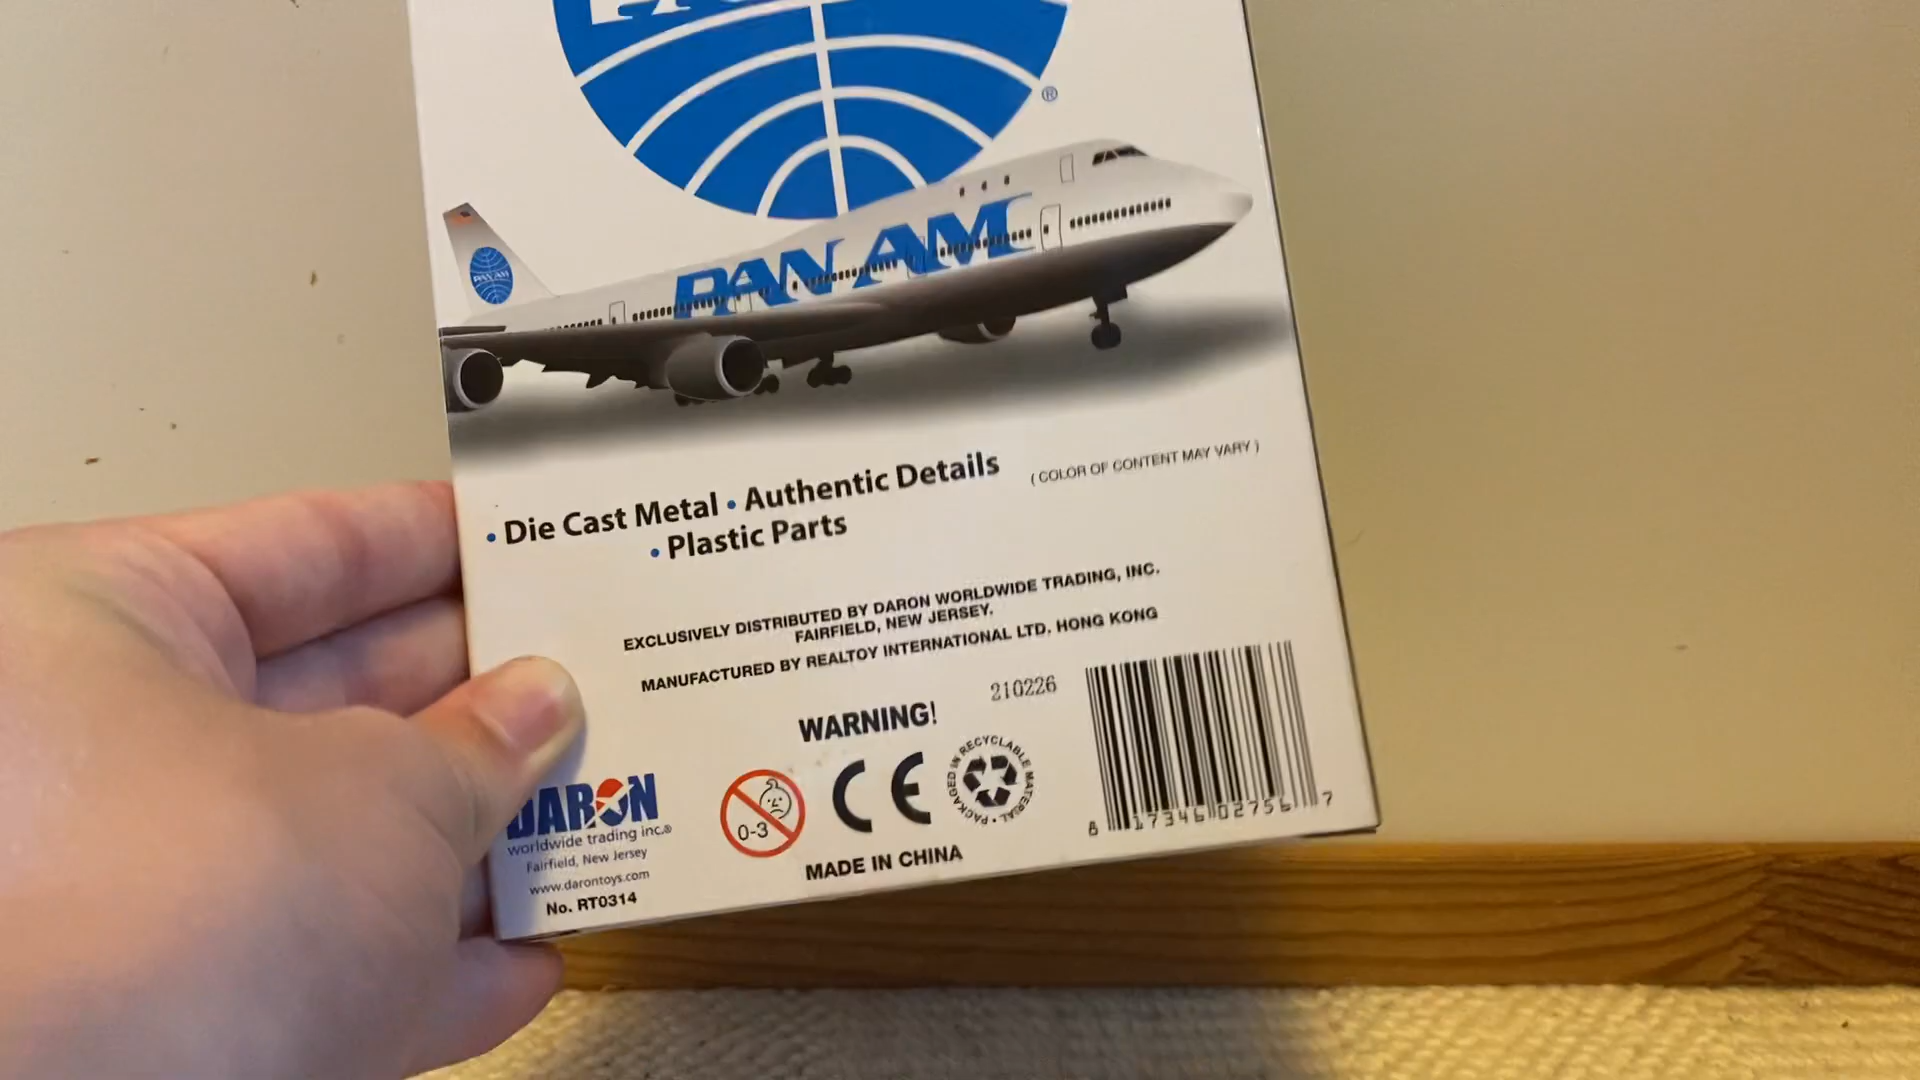 ®
PAN AM
PAN AM
• Die Cast Metal • Authentic Details
( COLOR OF CONTENT MAY VARY )
• Plastic Parts
EXCLUSIVELY DISTRIBUTED BY DARON WORLDWIDE TRADING, INC.
FAIRFIELD, NEW JERSEY.
MANUFACTURED BY REALTOY INTERNATIONAL LTD. HONG KONG
210226
WARNING!
PACKAGED IN RECYCLABLE MATERIAL •
0-3
CE
8 17346 02756 7
DARON
worldwide trading inc.®
Fairfield, New Jersey
www.darontoys.com
No. RT0314
MADE IN CHINA